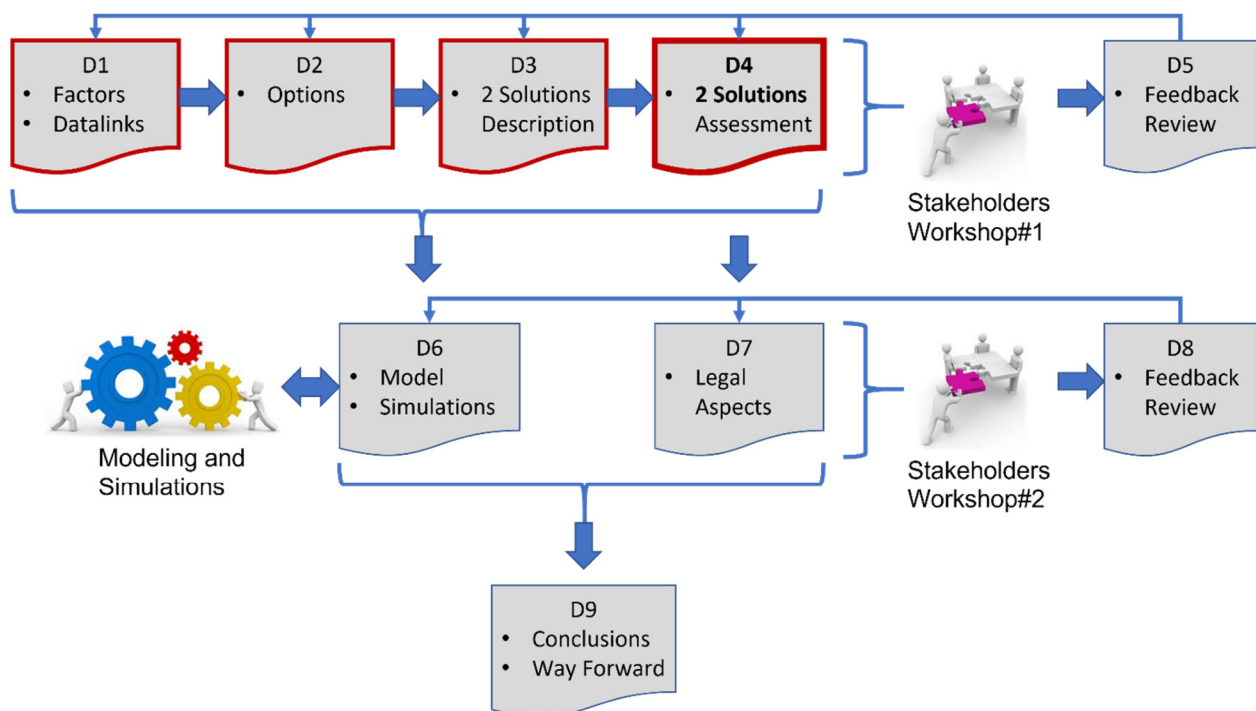 D1
• Factors
• Datalinks
D2
• Options
D3
• 2 Solutions
Description
D4
• 2 Solutions
Assessment
Stakeholders
Workshop#1
D5
• Feedback
Review
Modeling and
Simulations
D6
• Model
• Simulations
D7
• Legal
Aspects
Stakeholders
Workshop#2
D8
• Feedback
Review
D9
• Conclusions
• Way Forward